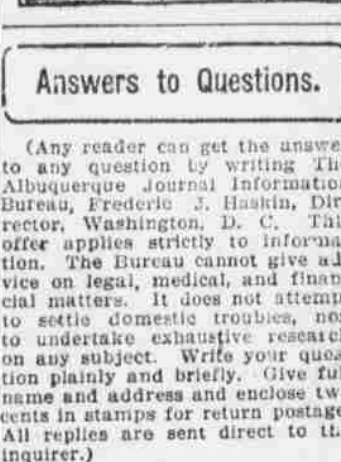 Answers to Questions.
(Any reader can get the answe
to any question by writing Th
Albuquerque Journal Informatio
Bureau, Frederic J. Haskin, Dir
rector, Washington, D. C. Thi
offer applies strictly to informa
tion. The Bureau cannot give ad
vice on legal, medical, and finan
cial matters. It does not attemp
to settle domestic troubles, no
to undertake exhaustive researc
on any subject. Write your ques
tion plainly and briefly. Give ful
name and address and enclose tw
cents in stamps for return postage
All replies are sent direct to th
inquirer.)